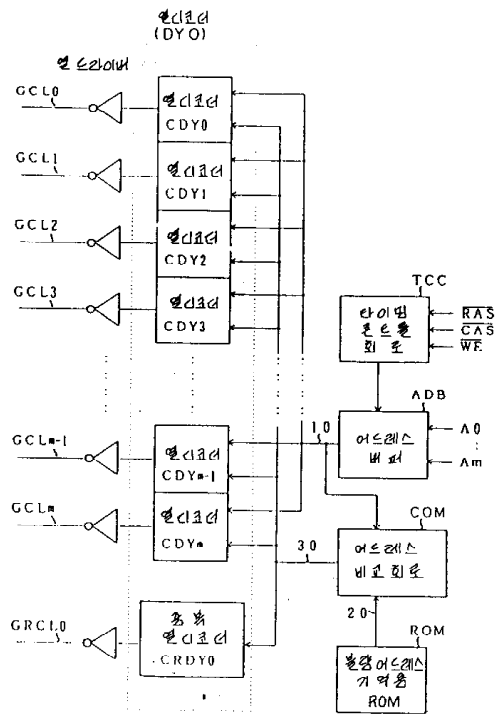 열디코더
(DY0)
열 드라이버
GCL0
열디코더
CDY0
GCL1
열디코더
CDY1
GCL2
열디코더
CDY2
GCL3
열디코더
CDY3
TCC
타이밍
콘트롤
회로
RAS
CAS
WE
ADB
어드레스
버퍼
A0
Am
10
GCLm-1
열디코더
CDYm-1
GCLm
열디코더
CDYm
COM
어드레스
비교회로
30
20
GRCL0
중복
열디코더
CRDY0
ROM
불량어드레스
기억용
ROM